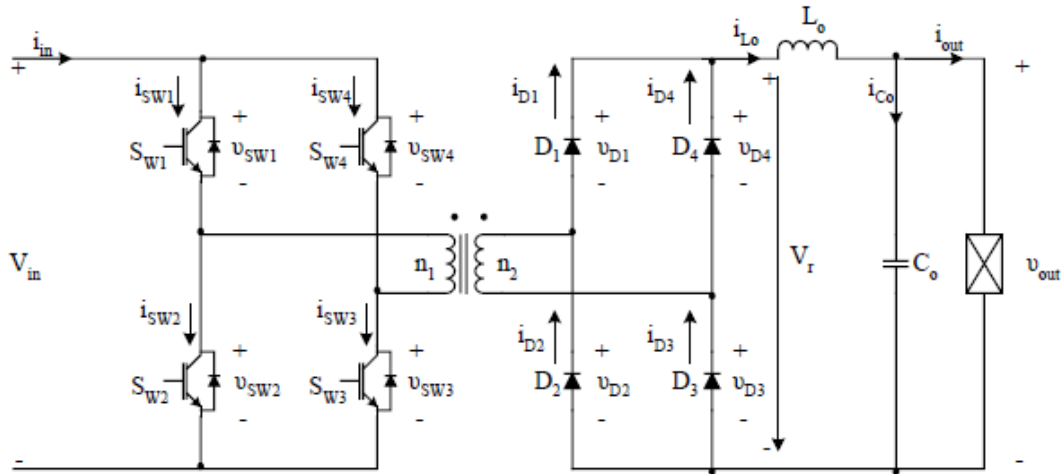 i_in
i_Lo
L_o
i_out
+
+
+
i_SW1
i_SW4
i_D1
i_D4
i_Co
+
+
+
+
S_W1
υ_SW1
S_W4
υ_SW4
D_1
υ_D1
D_4
υ_D4
-
-
-
-
V_in
n_1
n_2
V_r
C_o
υ_out
i_SW2
i_SW3
i_D2
i_D3
+
+
+
+
S_W2
υ_SW2
S_W3
υ_SW3
D_2
υ_D2
D_3
υ_D3
-
-
-
-
-
-
-